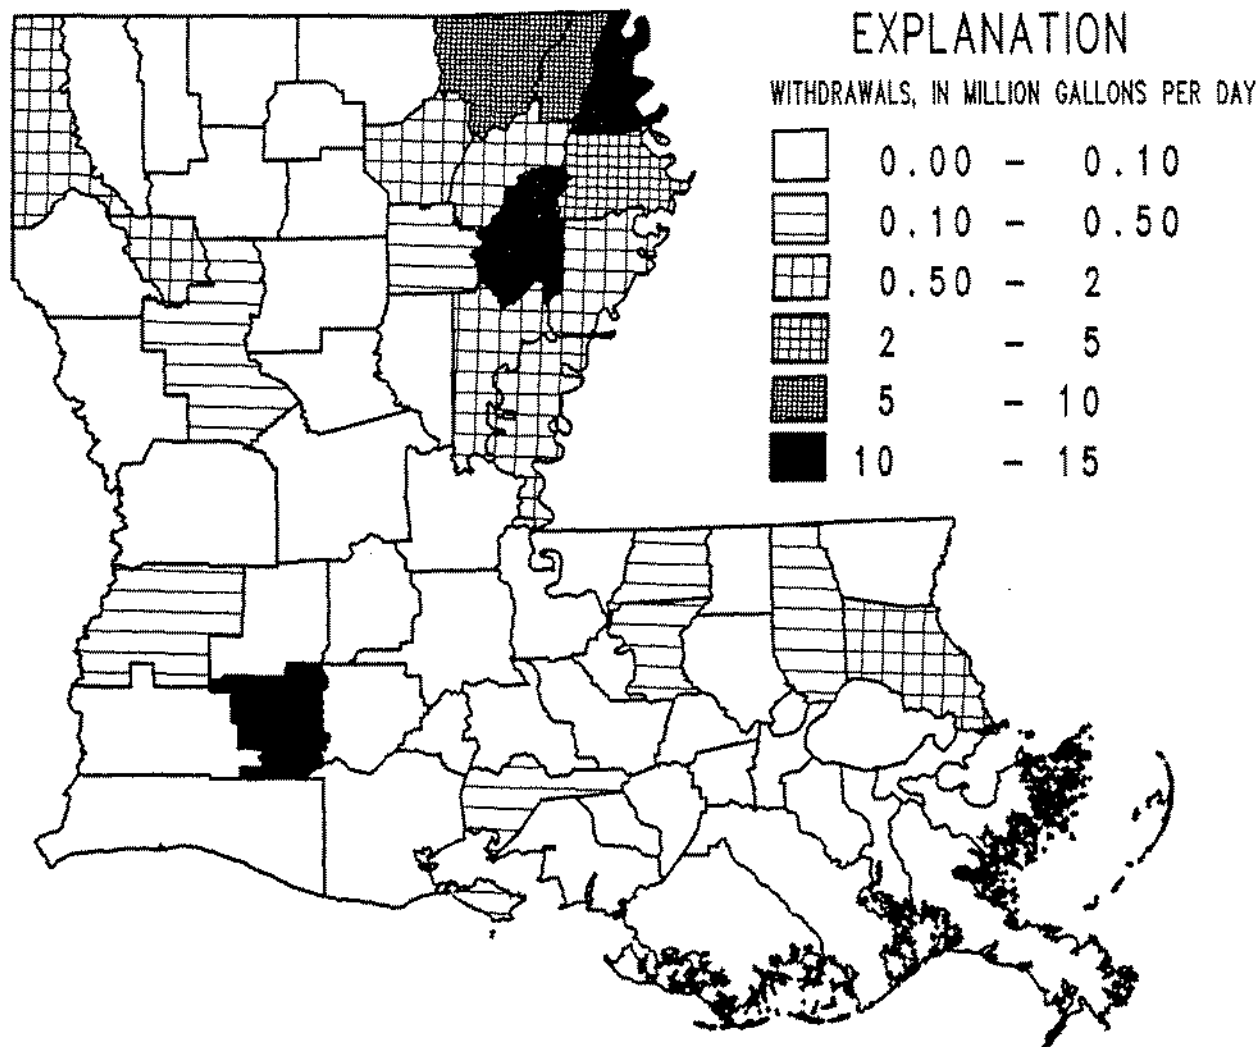 EXPLANATION
WITHDRAWALS, IN MILLION GALLONS PER DAY
0.00 - 0.10
0.10 - 0.50
0.50 - 2
2 - 5
5 - 10
10 - 15